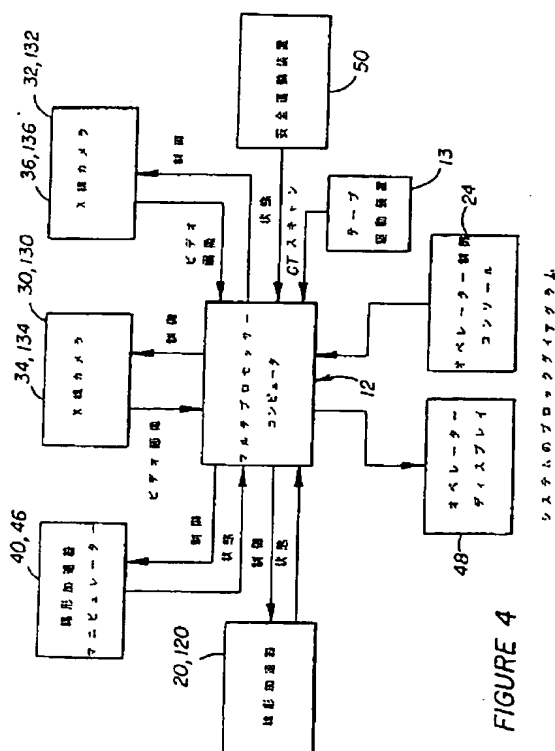 40,46
線形加速器
マニピュレーター
34,134
30,130
X線カメラ
36,136
32,132
X線カメラ
制御
状態
ビデオ画像
制御
ビデオ
画像
制御
20,120
線形加速器
制御
状態
マルチプロセッサー
コンピュータ
12
状態
安全連動装置
50
CTスキャン
テープ
駆動装置
13
48
オペレーター
ディスプレイ
オペレーター制御
コンソール
24
FIGURE 4
システムのブロックダイアグラム